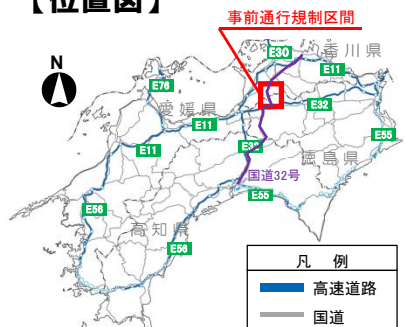 【位置図】
事前通行規制区間
E30
香川県
E11
N
E76
愛媛県
E32
E11
E55
E11
E32
徳島県
国道32号
E56
E55
高知県
E56
凡 例
高速道路
国道